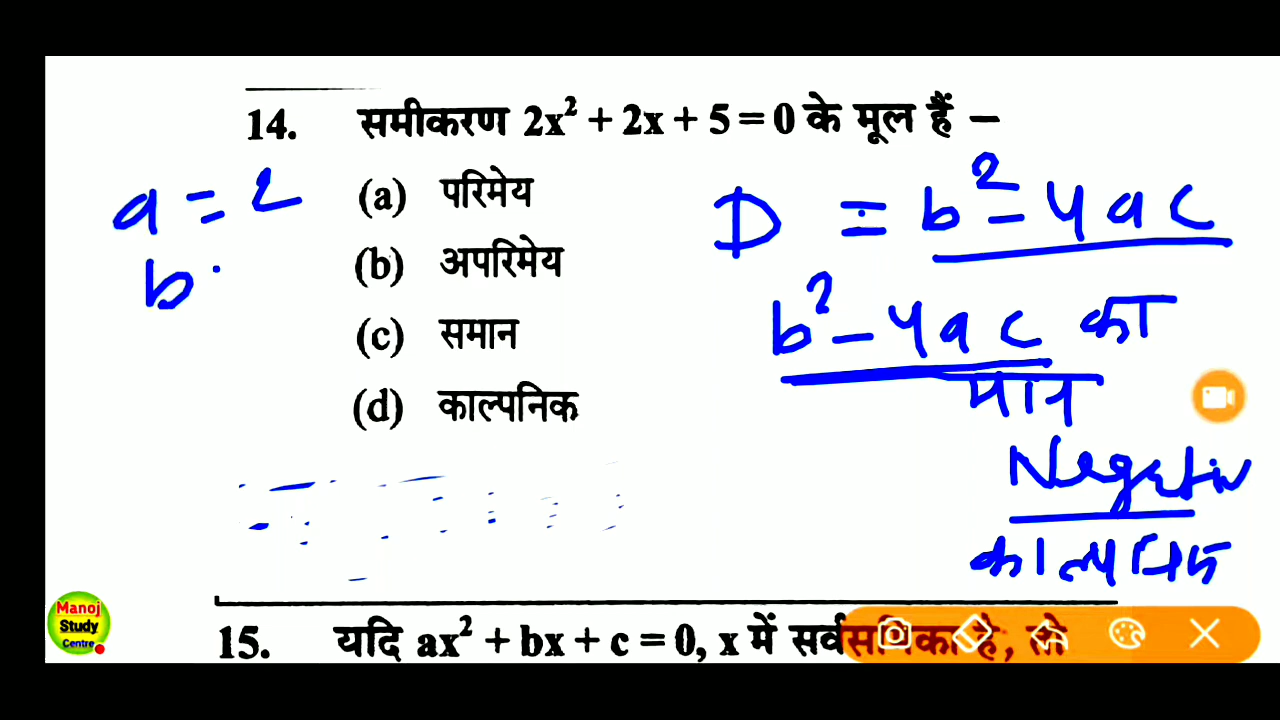 14. समीकरण 2x² + 2x + 5 = 0 के मूल हैं –
(a) परिमेय
(b) अपरिमेय
(c) समान
(d) काल्पनिक
a = 2
b
D = b² – 4ac
b² – 4ac का
मान
Negativ
काल्पनिक
15. यदि ax² + bx + c = 0, x में सर्वसमिका है, तो
Manoj
Study
Centre